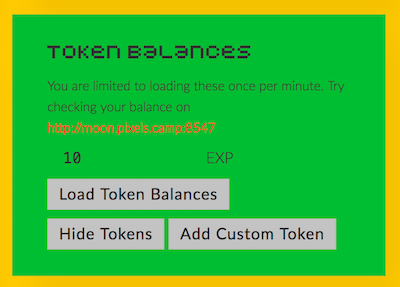 Token Balances
You are limited to loading these once per minute. Try
checking your balance on
http://moon.pixels.camp:8547
10 EXP
Load Token Balances
Hide Tokens Add Custom Token